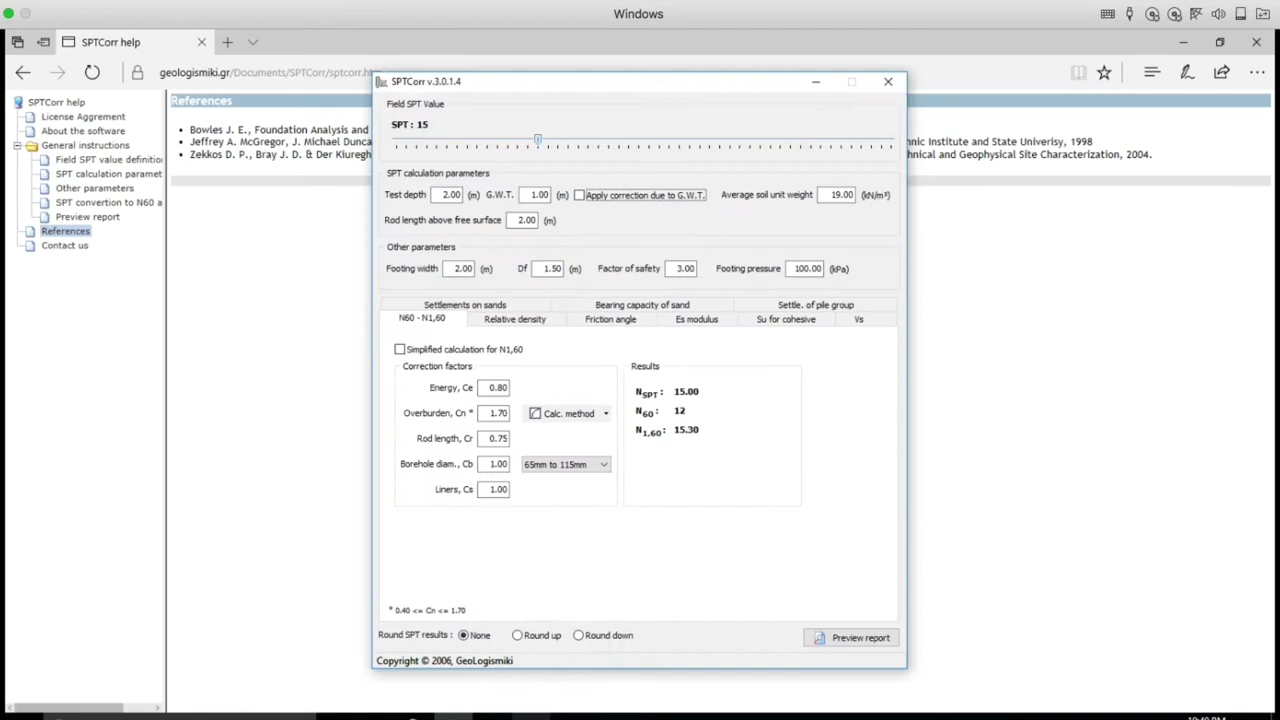 Windows
SPTCorr help
geologismiki.gr/Documents/SPTCorr/sptcorr.h
SPTCorr help
License Aggrement
About the software
General instructions
Field SPT value definitio
SPT calculation paramet
Other parameters
SPT convertion to N60 a
Preview report
References
Contact us
References
Bowles J. E., Foundation Analysis and
Jeffrey A. McGregor, J. Michael Dunca
hnic Institute and State Univerisy, 1998
Zekkos D. P., Bray J. D. & Der Kiuregh
hnical and Geophysical Site Characterization, 2004.
SPTCorr v.3.0.1.4
Field SPT Value
SPT : 15
SPT calculation parameters
Test depth 2.00 (m) G.W.T. 1.00 (m) Apply correction due to G.W.T. Average soil unit weight 19.00 (kN/m³)
Rod length above free surface 2.00 (m)
Other parameters
Footing width 2.00 (m) Df 1.50 (m) Factor of safety 3.00 Footing pressure 100.00 (kPa)
Settlements on sands Bearing capacity of sand Settle. of pile group
N60 - N1,60 Relative density Friction angle Es modulus Su for cohesive Vs
Simplified calculation for N1,60
Correction factors
Energy, Ce 0.80
Overburden, Cn * 1.70 Calc. method
Rod length, Cr 0.75
Borehole diam., Cb 1.00 65mm to 115mm
Liners, Cs 1.00
Results
NSPT : 15.00
N60 : 12
N1,60 : 15.30
* 0.40 <= Cn <= 1.70
Round SPT results : None Round up Round down Preview report
Copyright © 2006, GeoLogismiki